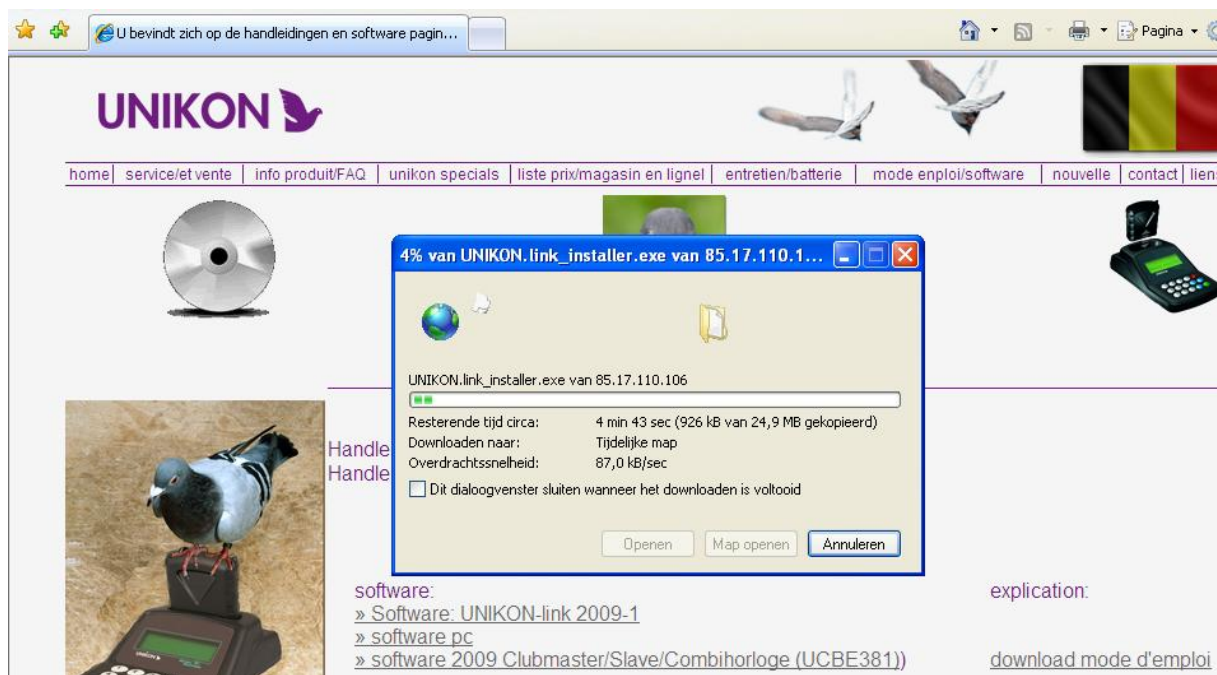 U bevindt zich op de handleidingen en software pagin...
Pagina
UNIKON
home | service/et vente | info produit/FAQ | unikon specials | liste prix/magasin en lignel | entretien/batterie | mode enploi/software | nouvelle | contact | liens
4% van UNIKON.link_installer.exe van 85.17.110.1...
UNIKON.link_installer.exe van 85.17.110.106
Resterende tijd circa: 4 min 43 sec (926 kB van 24,9 MB gekopieerd)
Downloaden naar: Tijdelijke map
Overdrachtssnelheid: 87,0 kB/sec
Dit dialoogvenster sluiten wanneer het downloaden is voltooid
Openen Map openen Annuleren
Handle
Handle
software: explication:
» Software: UNIKON-link 2009-1
» software pc
» software 2009 Clubmaster/Slave/Combihorloge (UCBE381)) download mode d'emploi